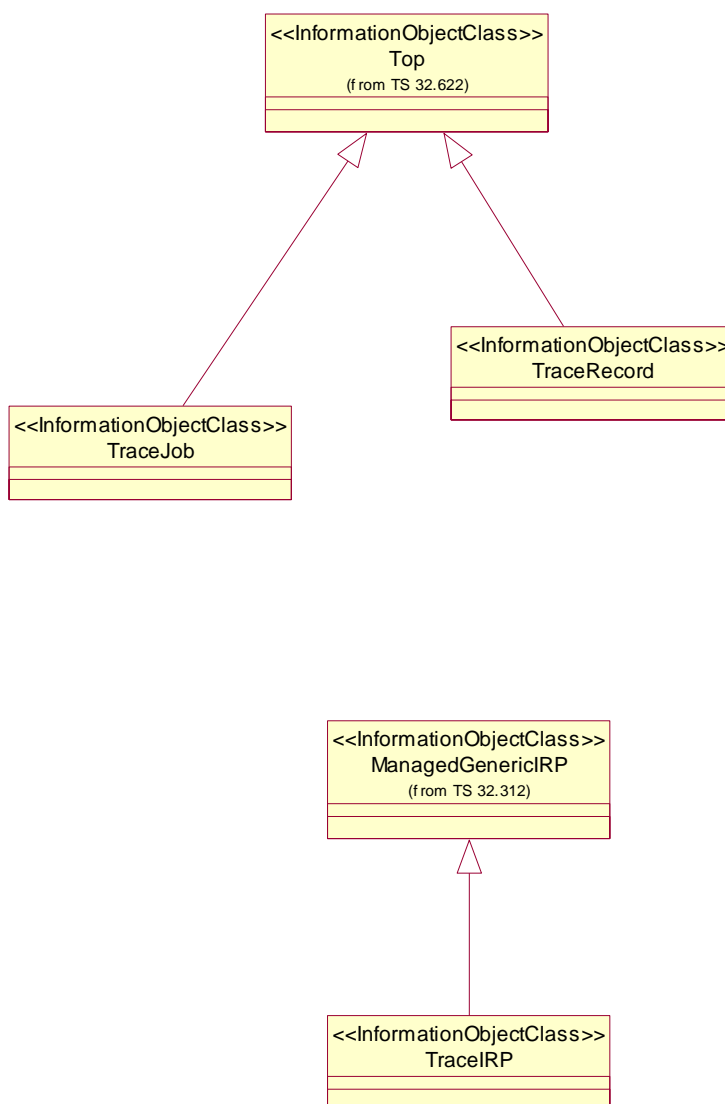 <<InformationObjectClass>>
Top
(from TS 32.622)
<<InformationObjectClass>>
TraceRecord
<<InformationObjectClass>>
TraceJob
<<InformationObjectClass>>
ManagedGenericIRP
(from TS 32.312)
<<InformationObjectClass>>
TraceIRP